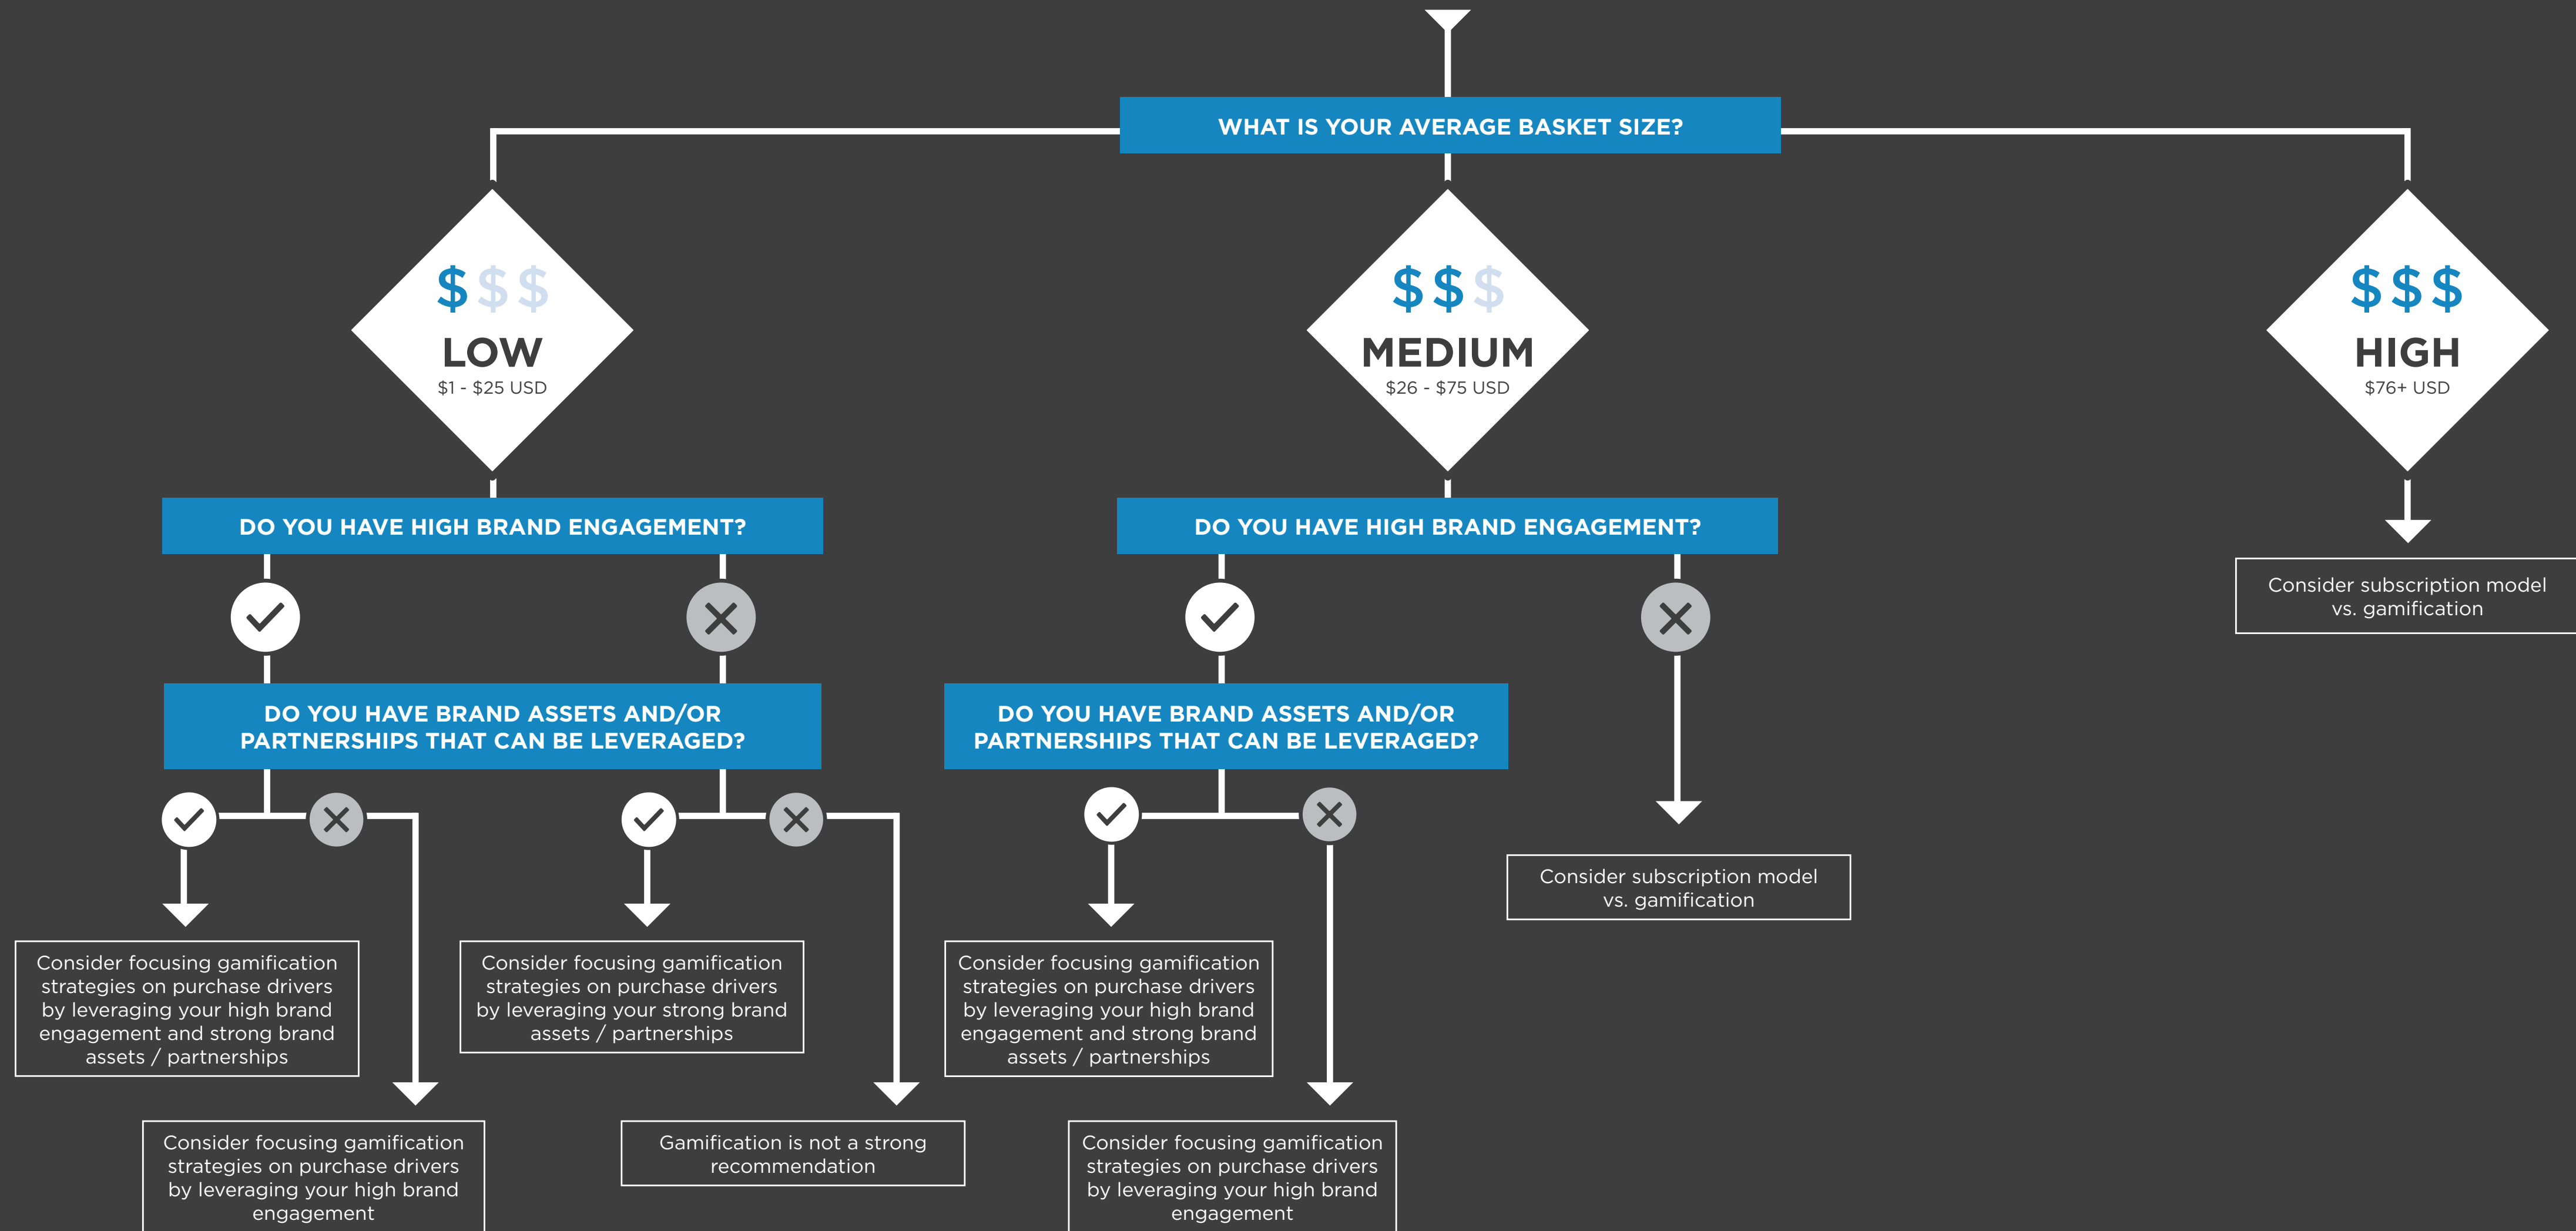 WHAT IS YOUR AVERAGE BASKET SIZE?
$$$
LOW
$1 - $25 USD
$$$
MEDIUM
$26 - $75 USD
$$$
HIGH
$76+ USD
DO YOU HAVE HIGH BRAND ENGAGEMENT?
DO YOU HAVE HIGH BRAND ENGAGEMENT?
Consider subscription model
vs. gamification
DO YOU HAVE BRAND ASSETS AND/OR
PARTNERSHIPS THAT CAN BE LEVERAGED?
DO YOU HAVE BRAND ASSETS AND/OR
PARTNERSHIPS THAT CAN BE LEVERAGED?
Consider subscription model
vs. gamification
Consider focusing gamification
strategies on purchase drivers
by leveraging your high brand
engagement and strong brand
assets / partnerships
Consider focusing gamification
strategies on purchase drivers
by leveraging your strong brand
assets / partnerships
Consider focusing gamification
strategies on purchase drivers
by leveraging your high brand
engagement and strong brand
assets / partnerships
Consider focusing gamification
strategies on purchase drivers
by leveraging your high brand
engagement
Gamification is not a strong
recommendation
Consider focusing gamification
strategies on purchase drivers
by leveraging your high brand
engagement